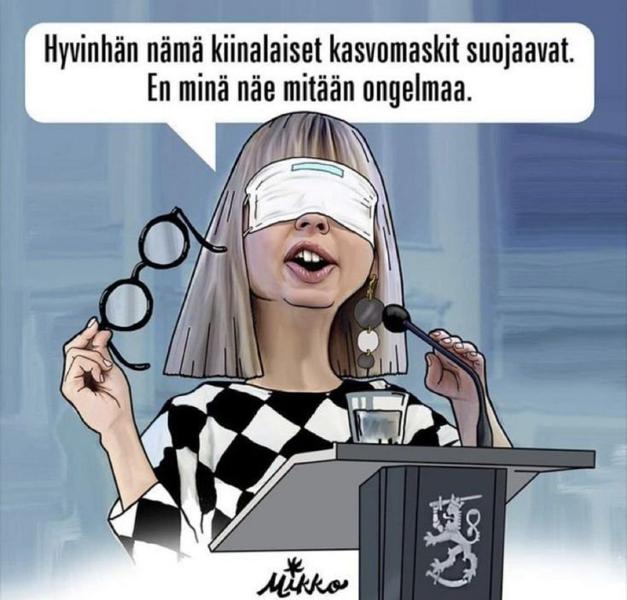 Hyvinhän nämä kiinalaiset kasvomaskit suojaavat.
En minä näe mitään ongelmaa.
Mikko